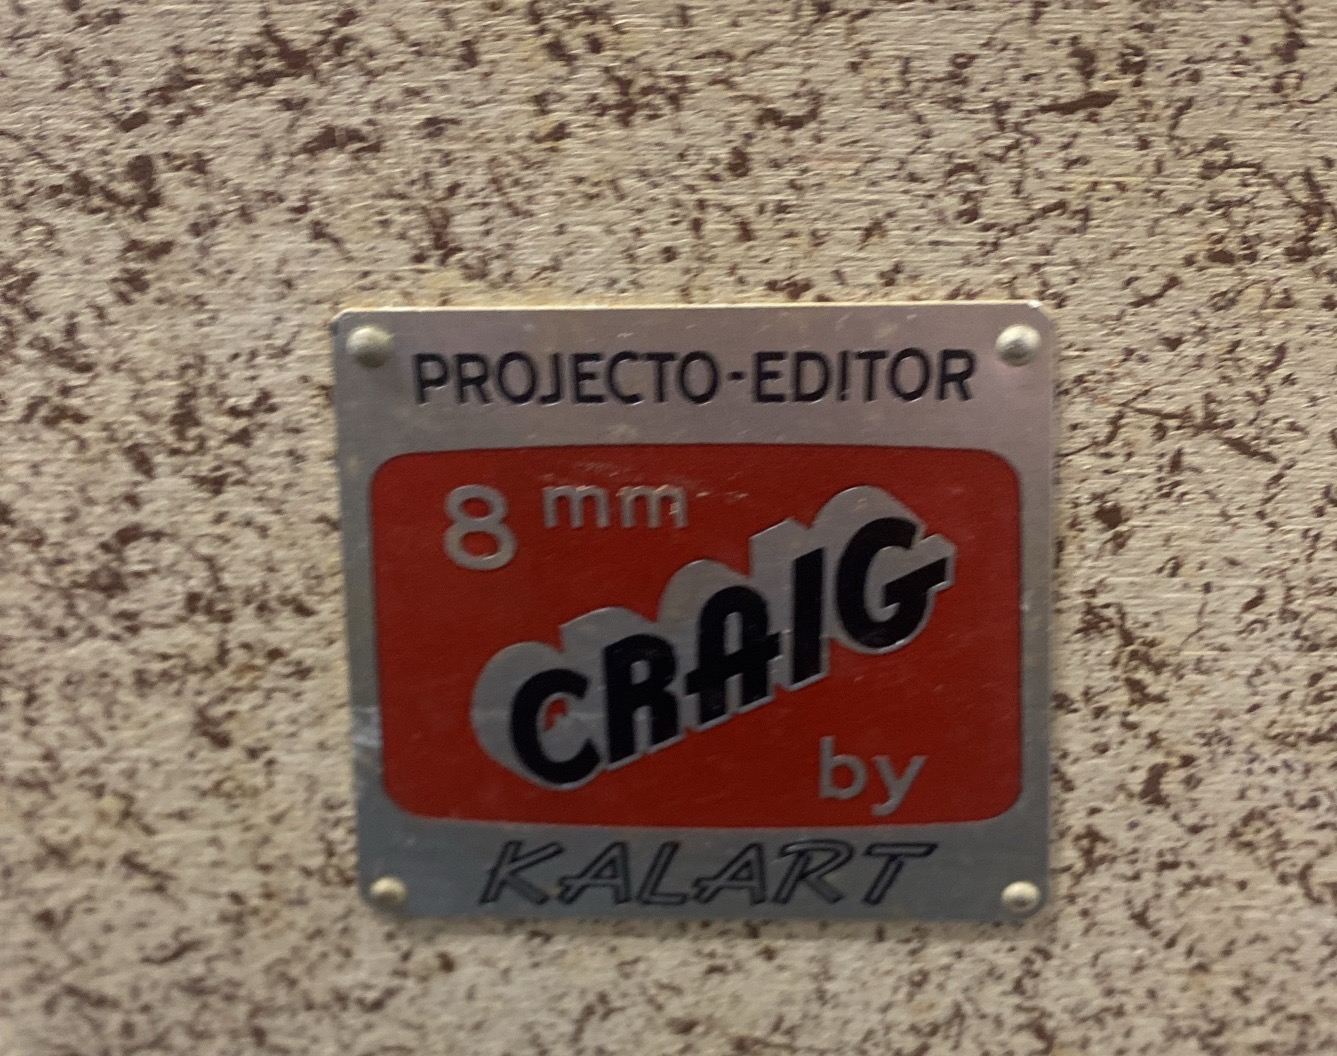 PROJECTO-EDITOR
8 mm
CRAIG
by
KALART